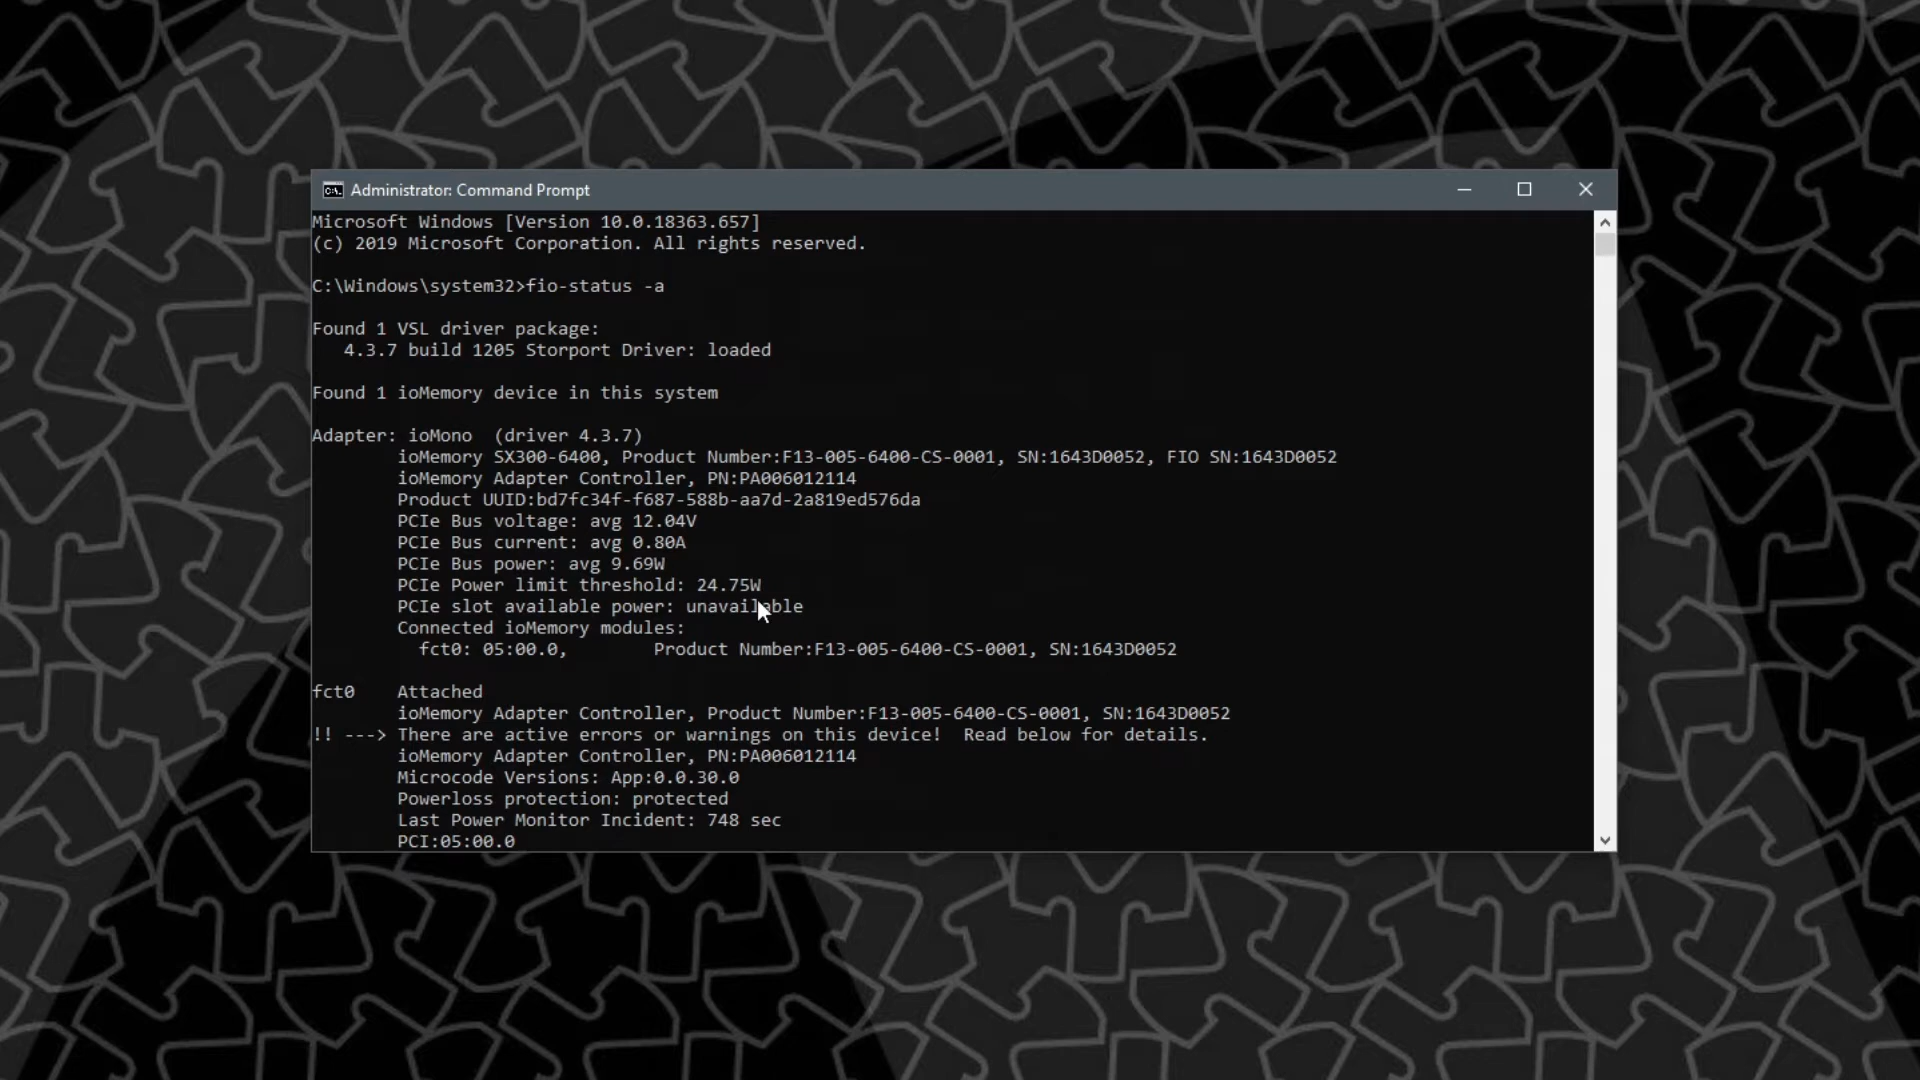 Administrator: Command Prompt
Microsoft Windows [Version 10.0.18363.657]
(c) 2019 Microsoft Corporation. All rights reserved.
C:\Windows\system32>fio-status -a
Found 1 VSL driver package:
4.3.7 build 1205 Storport Driver: loaded
Found 1 ioMemory device in this system
Adapter: ioMono  (driver 4.3.7)
ioMemory SX300-6400, Product Number:F13-005-6400-CS-0001, SN:1643D0052, FIO SN:1643D0052
ioMemory Adapter Controller, PN:PA006012114
Product UUID:bd7fc34f-f687-588b-aa7d-2a819ed576da
PCIe Bus voltage: avg 12.04V
PCIe Bus current: avg 0.80A
PCIe Bus power: avg 9.69W
PCIe Power limit threshold: 24.75W
PCIe slot available power: unavailable
Connected ioMemory modules:
fct0: 05:00.0,        Product Number:F13-005-6400-CS-0001, SN:1643D0052
fct0    Attached
ioMemory Adapter Controller, Product Number:F13-005-6400-CS-0001, SN:1643D0052
!! ---> There are active errors or warnings on this device!  Read below for details.
ioMemory Adapter Controller, PN:PA006012114
Microcode Versions: App:0.0.30.0
Powerloss protection: protected
Last Power Monitor Incident: 748 sec
PCI:05:00.0